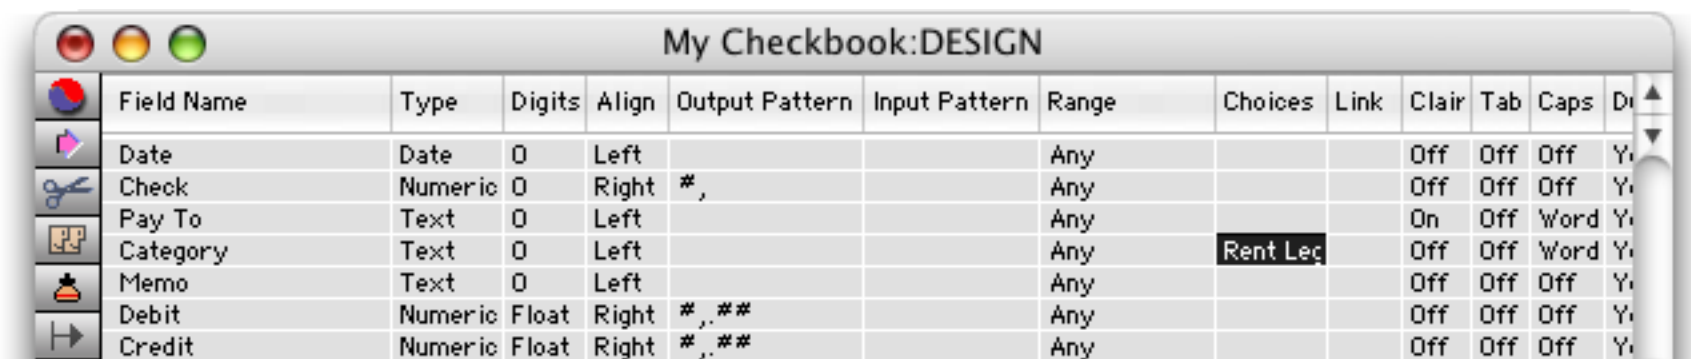 My Checkbook:DESIGN
Field Name Type Digits Align Output Pattern Input Pattern Range Choices Link Clair Tab Caps
Date Date 0 Left Any Off Off Off
Check Numeric 0 Right #, Any Off Off Off
Pay To Text 0 Left Any On Off Word
Category Text 0 Left Any Rent Leg Off Off Word
Memo Text 0 Left Any Off Off Off
Debit Numeric Float Right #,.## Any Off Off Off
Credit Numeric Float Right #,.## Any Off Off Off